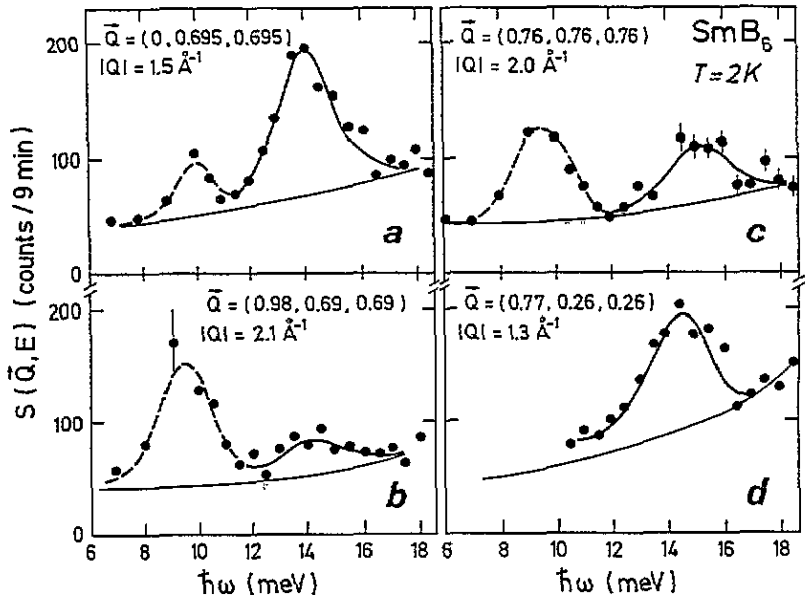 200
100
0
Q⃗ = (0, 0.695, 0.695)
|Q| = 1.5 Å⁻¹
a
Q⃗ = (0.76, 0.76, 0.76)
|Q| = 2.0 Å⁻¹
SmB₆
T = 2K
c
S(Q⃗,E) (counts / 9 min)
200
100
0
Q⃗ = (0.98, 0.69, 0.69)
|Q| = 2.1 Å⁻¹
b
Q⃗ = (0.77, 0.26, 0.26)
|Q| = 1.3 Å⁻¹
d
6 8 10 12 14 16 18 6 8 10 12 14 16 18
ħω (meV) ħω (meV)